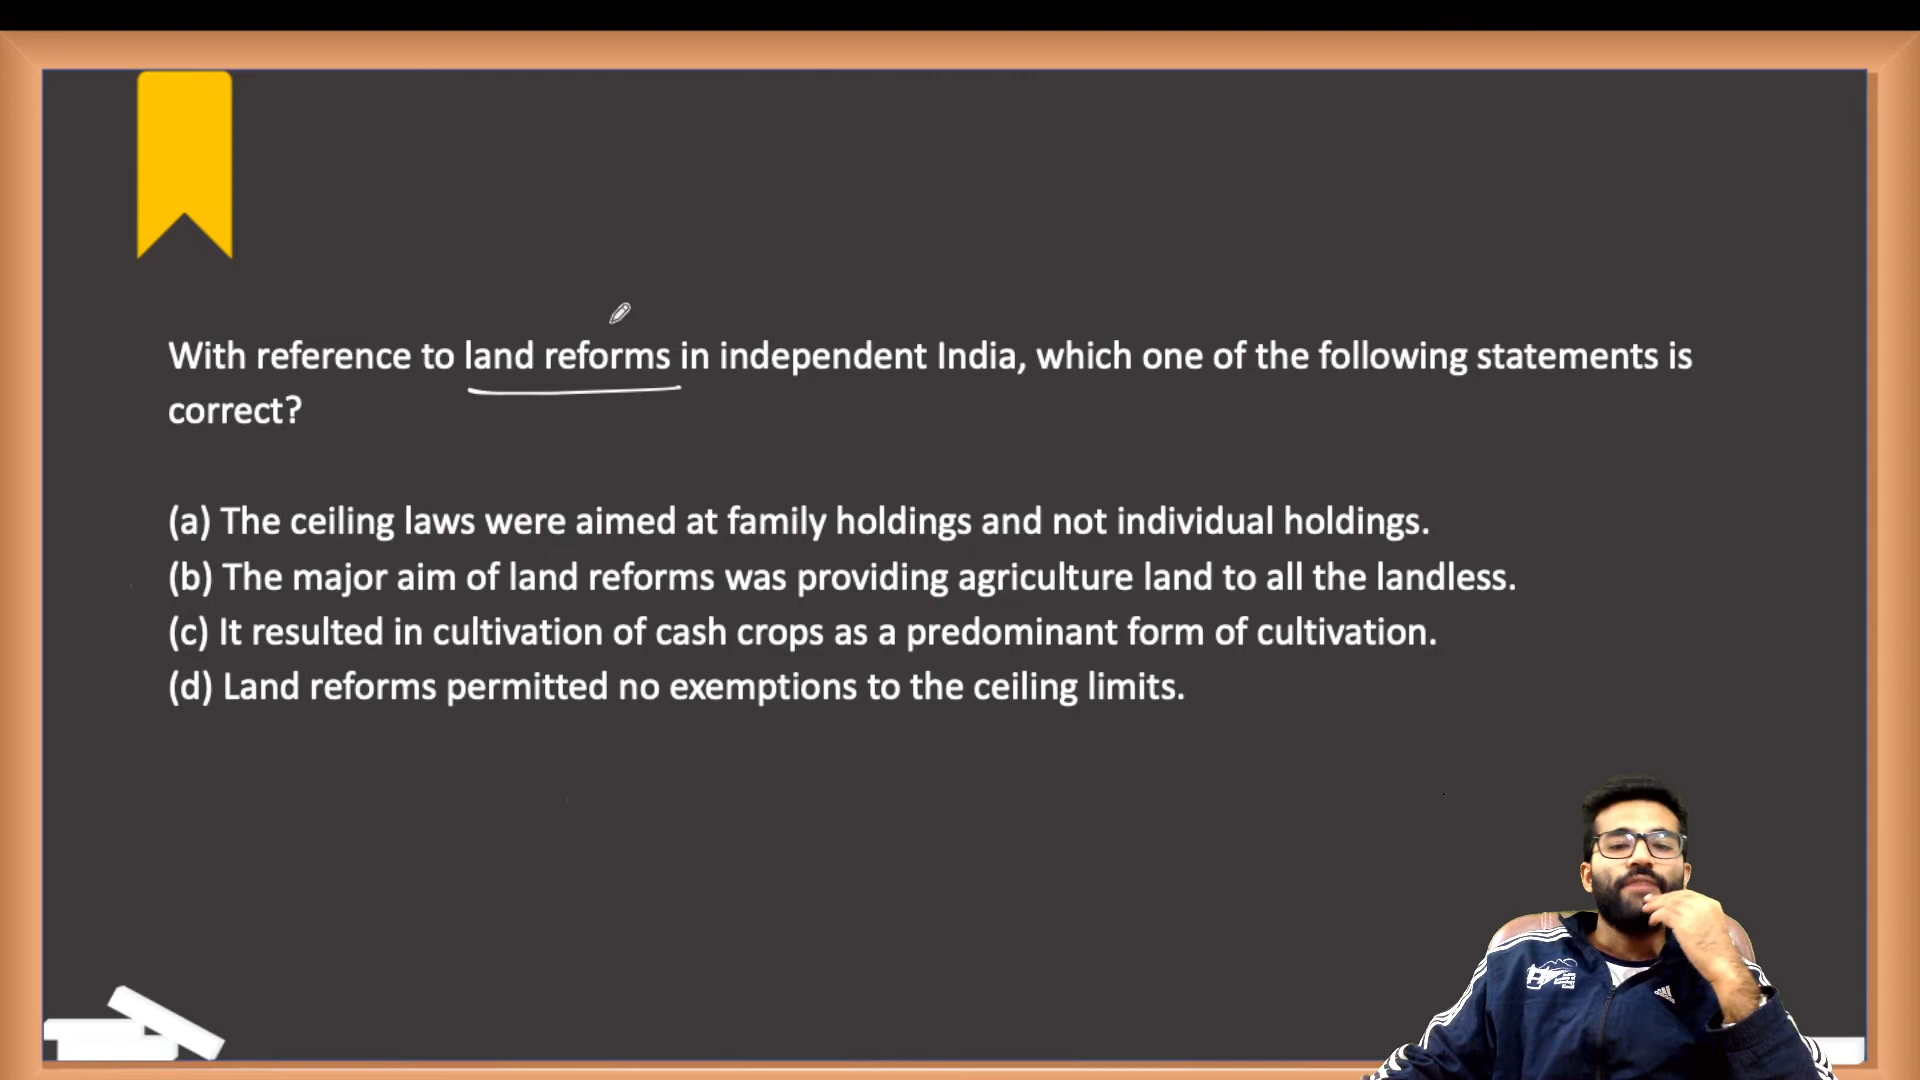 With reference to land reforms in independent India, which one of the following statements is
correct?
(a) The ceiling laws were aimed at family holdings and not individual holdings.
(b) The major aim of land reforms was providing agriculture land to all the landless.
(c) It resulted in cultivation of cash crops as a predominant form of cultivation.
(d) Land reforms permitted no exemptions to the ceiling limits.